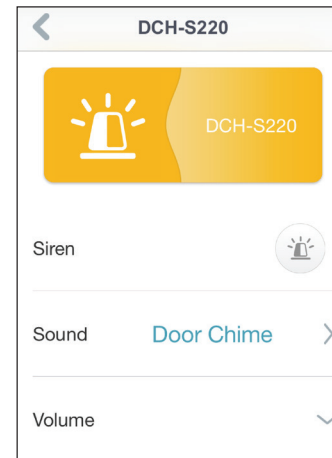 DCH-S220
DCH-S220
Siren
Sound Door Chime
Volume